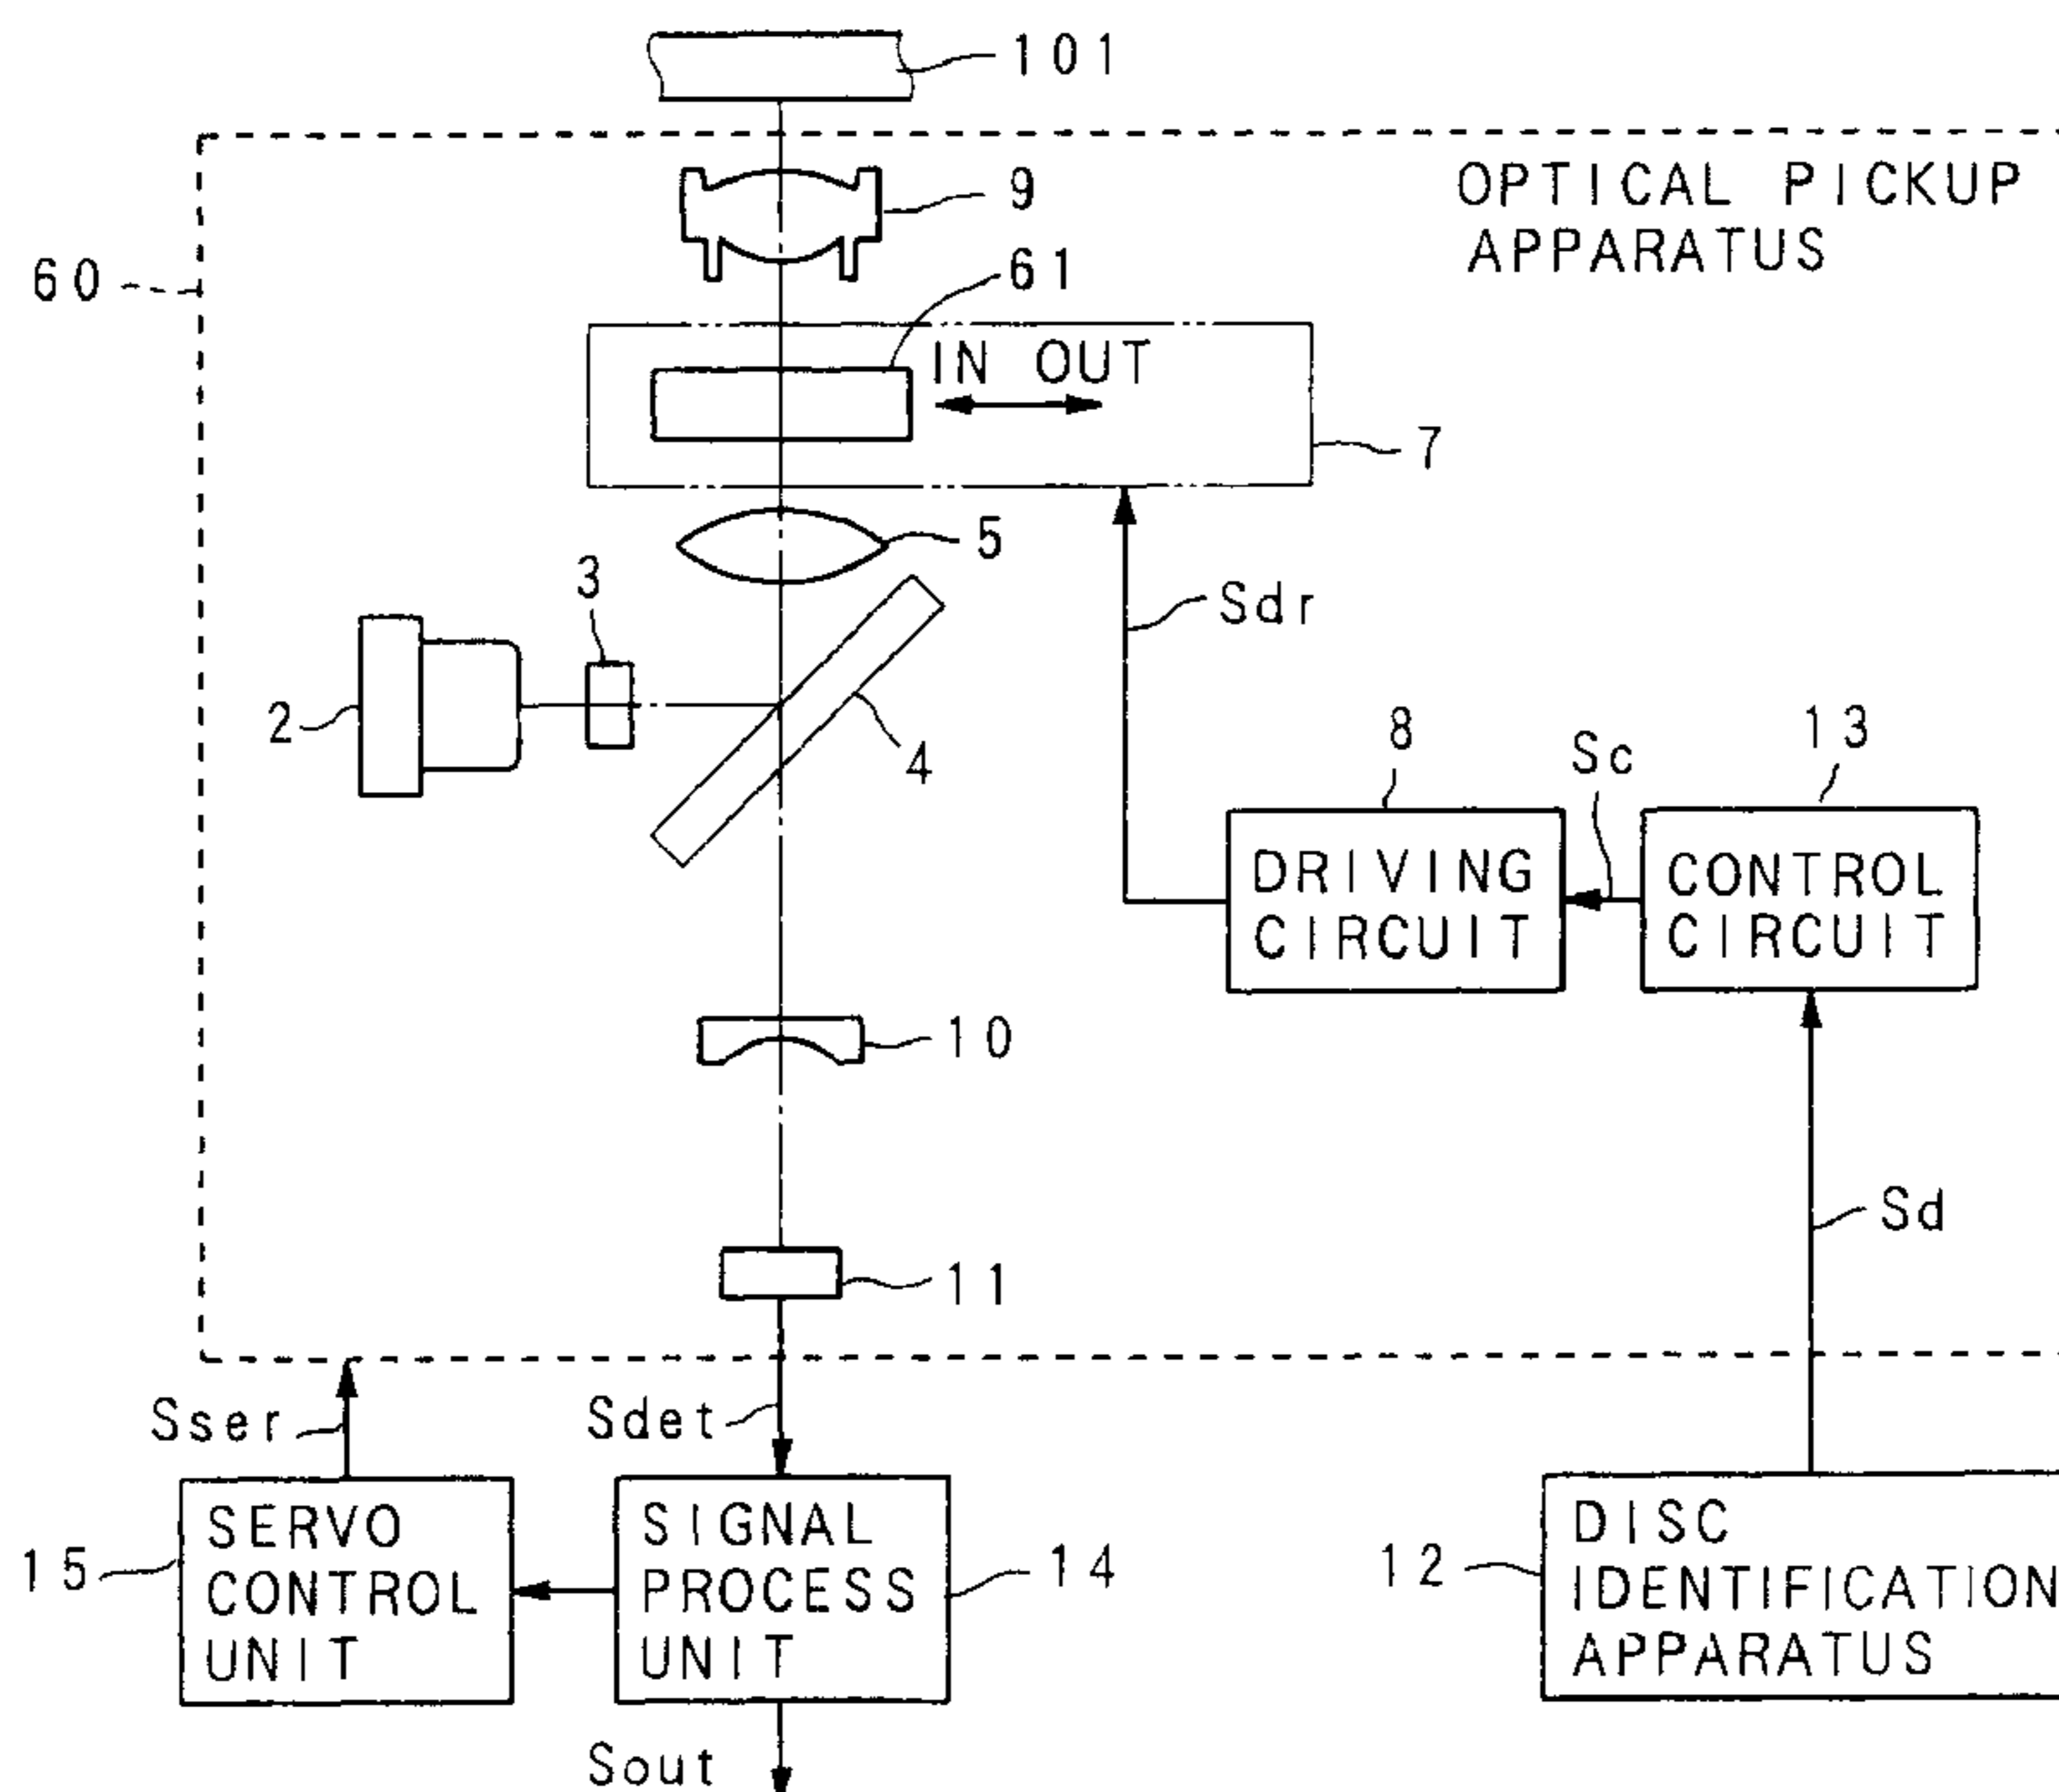 101
OPTICAL PICKUP
APPARATUS
9
60
61
IN OUT
7
5
3
Sdr
2
4
8
Sc
13
DRIVING
CIRCUIT
CONTROL
CIRCUIT
10
Sd
11
Sser
Sdet
SERVO
CONTROL
UNIT
15
SIGNAL
PROCESS
UNIT
14
12
DISC
IDENTIFICATION
APPARATUS
Sout